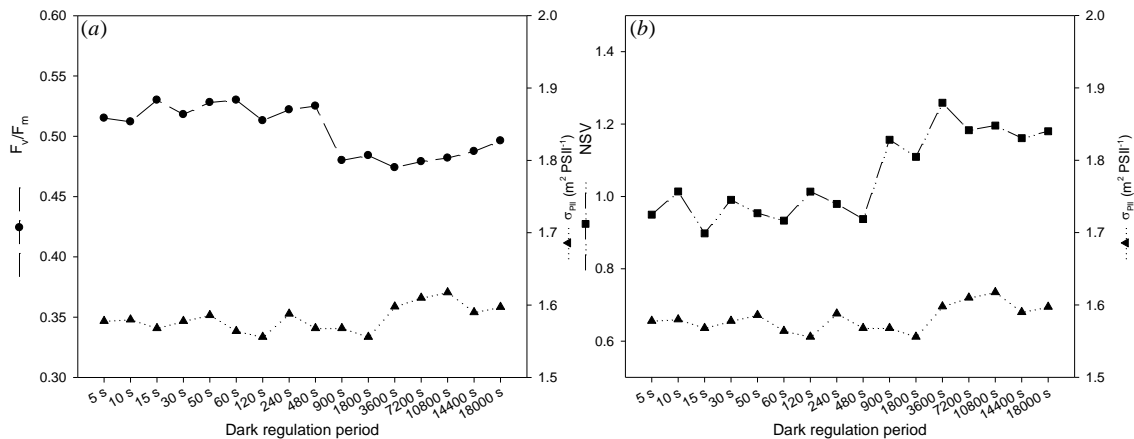 (a)
0.60
0.55
0.50
0.45
0.40
0.35
0.30
Fv/Fm
2.0
1.9
1.8
1.7
1.6
1.5
σPII (m² PSII⁻¹)
5 s
10 s
15 s
30 s
50 s
60 s
120 s
240 s
480 s
900 s
1800 s
3600 s
7200 s
10800 s
14400 s
18000 s
Dark regulation period
(b)
1.4
1.2
1.0
0.8
0.6
NSV
2.0
1.9
1.8
1.7
1.6
1.5
σPII (m² PSII⁻¹)
5 s
10 s
15 s
30 s
50 s
60 s
120 s
240 s
480 s
900 s
1800 s
3600 s
7200 s
10800 s
14400 s
18000 s
Dark regulation period